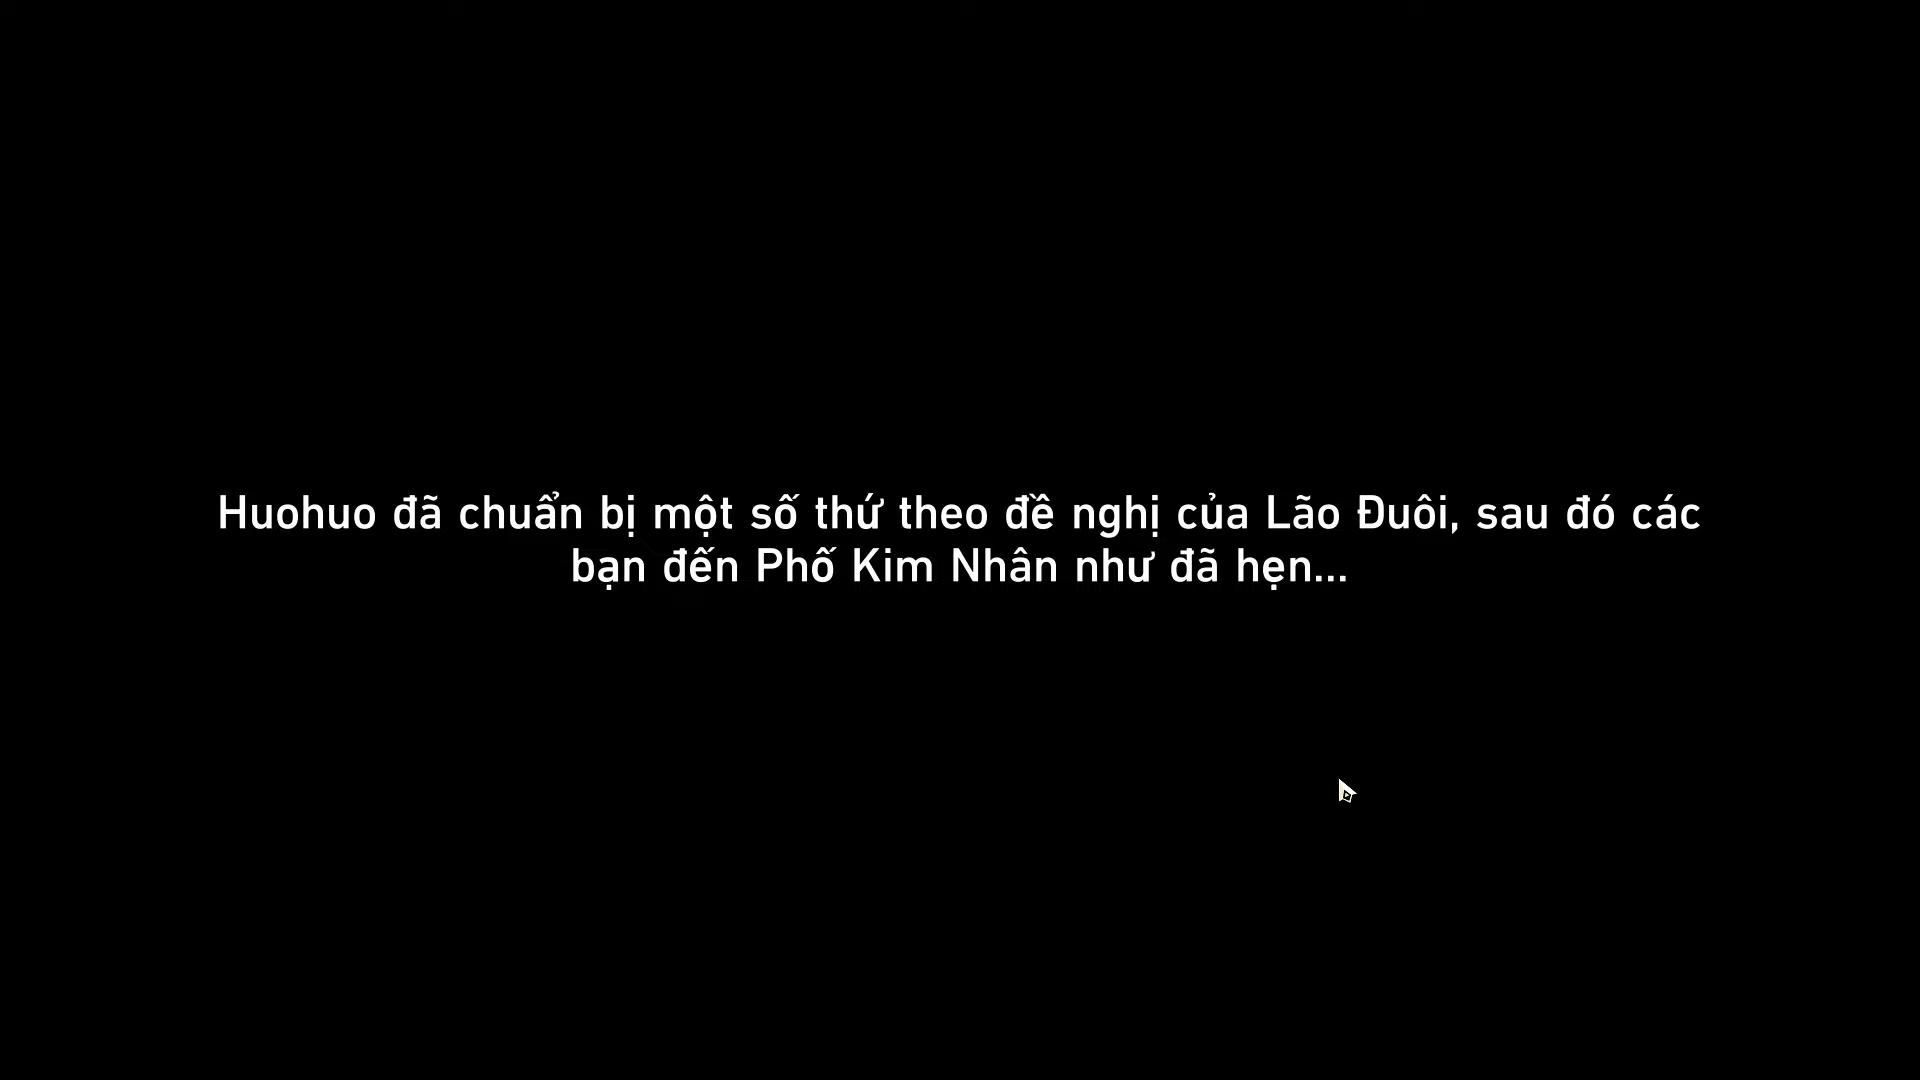 Huohuo đã chuẩn bị một số thứ theo đề nghị của Lão Đuôi, sau đó các
bạn đến Phố Kim Nhân như đã hẹn...